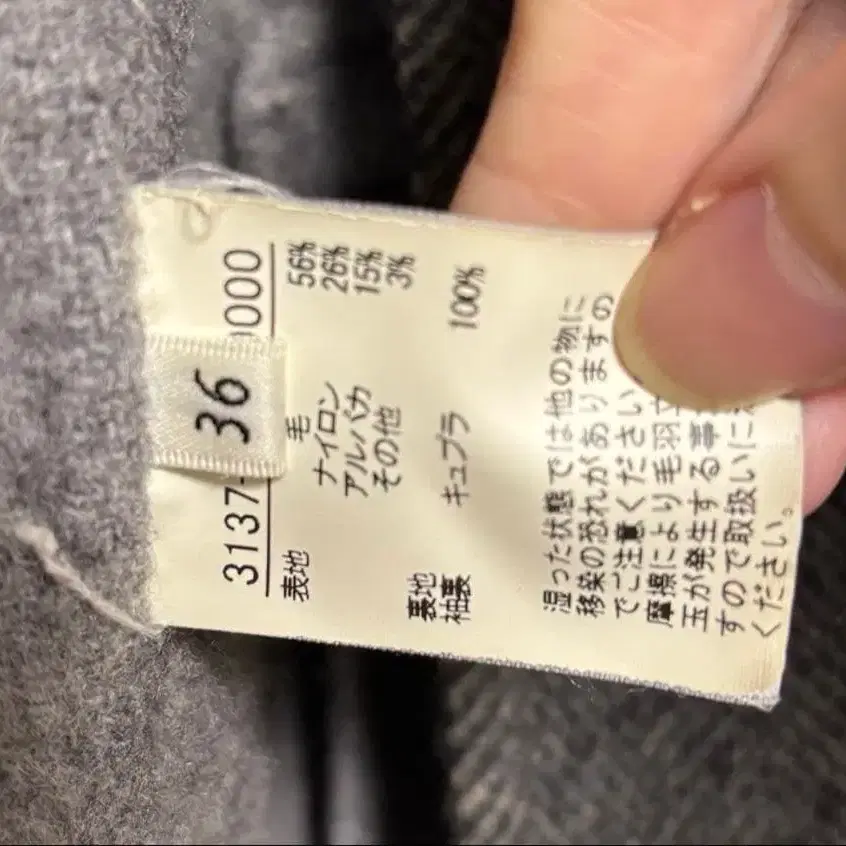 36
3137-
0000
表地 毛 56%
ナイロン 26%
アルパカ 15%
その他 3%
裏地
袖裏 キュプラ 100%
湿った状態では他の物に
移染の恐れがありますの
でご注意ください
摩擦により毛羽立
玉が発生する事
すので取扱いに
ください。